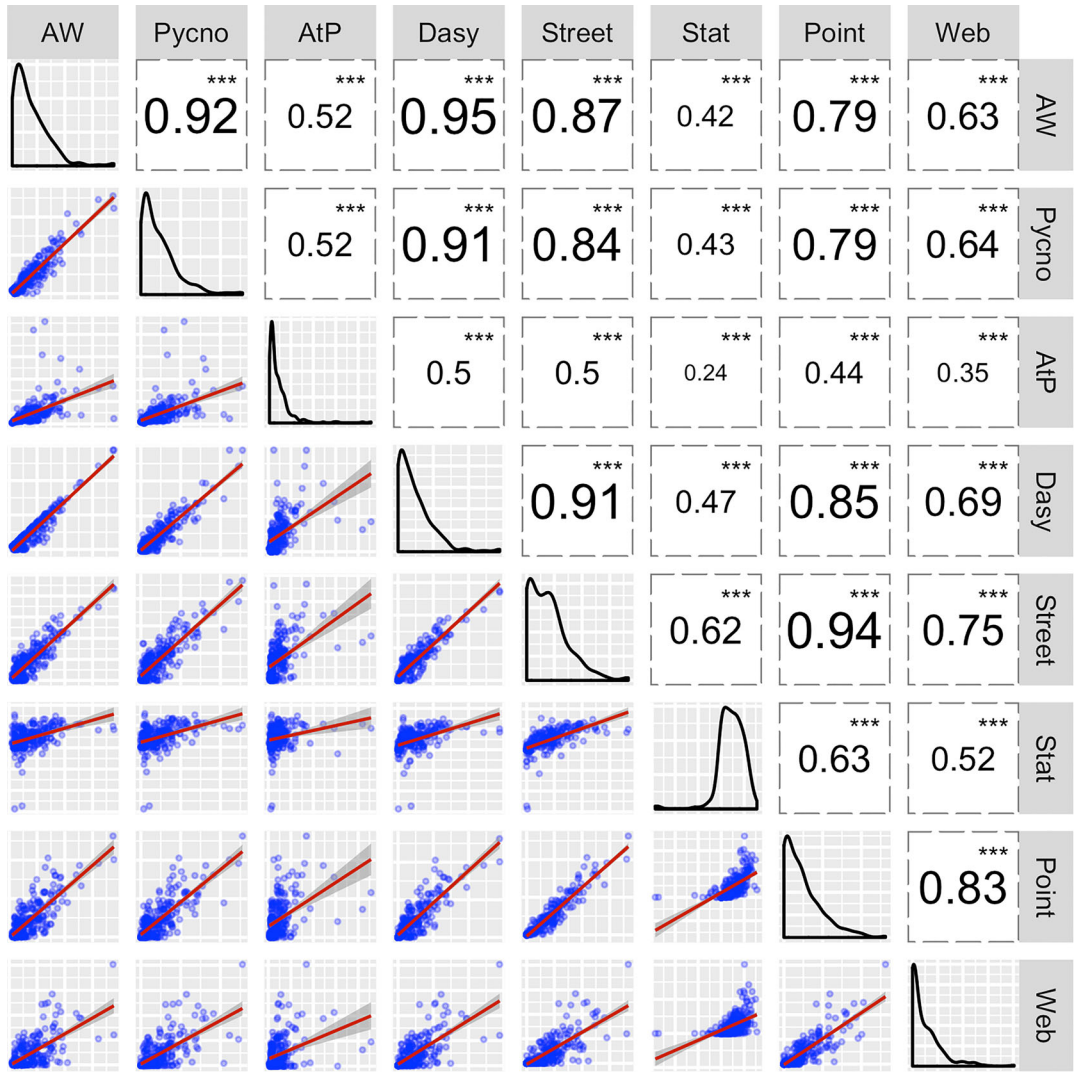 AW Pycno AtP Dasy Street Stat Point Web
*** *** *** *** *** *** ***
0.92 0.52 0.95 0.87 0.42 0.79 0.63 AW
*** *** *** *** *** ***
0.52 0.91 0.84 0.43 0.79 0.64 Pycno
*** *** *** *** ***
0.5 0.5 0.24 0.44 0.35 AtP
*** *** *** ***
0.91 0.47 0.85 0.69 Dasy
*** *** ***
0.62 0.94 0.75 Street
*** ***
0.63 0.52 Stat
***
0.83 Point
Web